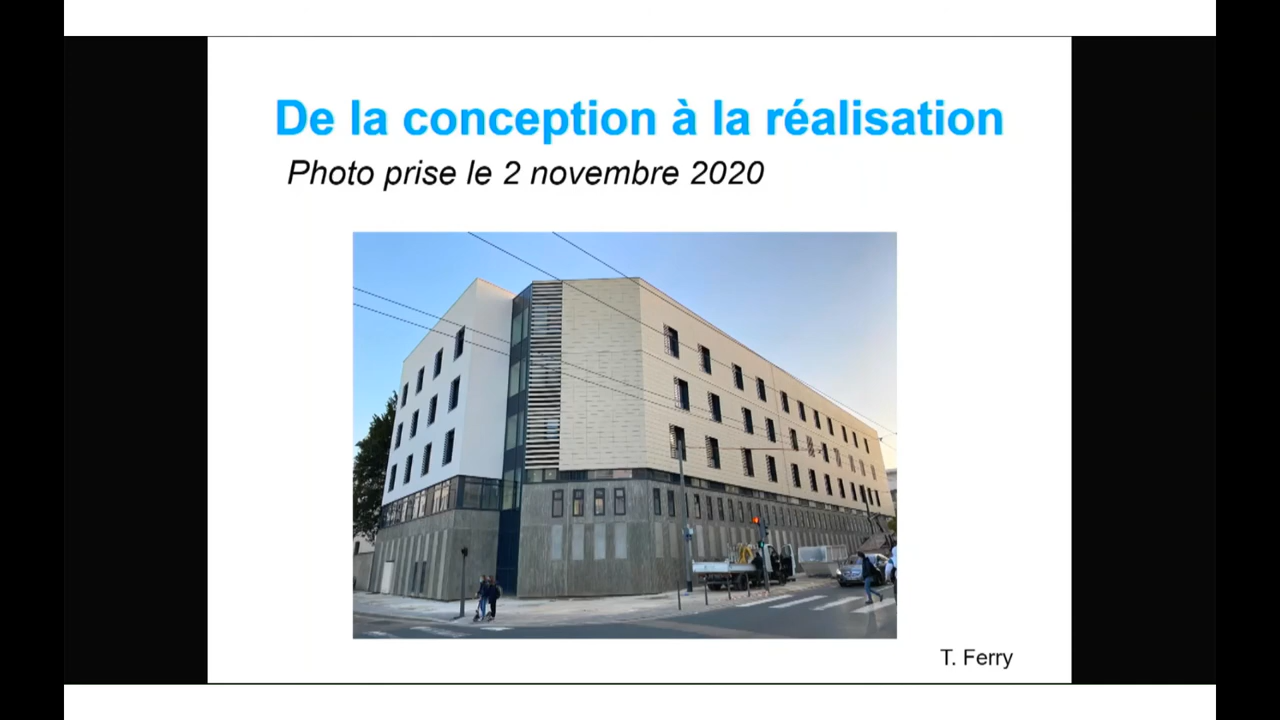 De la conception à la réalisation
Photo prise le 2 novembre 2020
T. Ferry